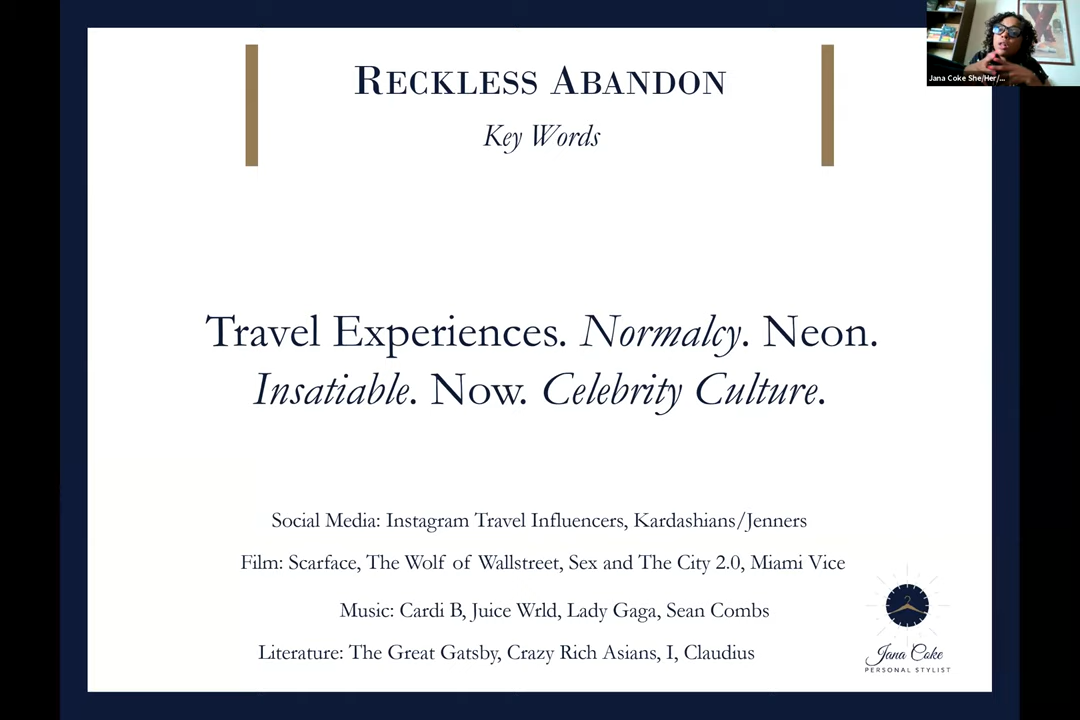 Jana Coke She/Her/...
RECKLESS ABANDON
Key Words
Travel Experiences. Normalcy. Neon.
Insatiable. Now. Celebrity Culture.
Social Media: Instagram Travel Influencers, Kardashians/Jenners
Film: Scarface, The Wolf of Wallstreet, Sex and The City 2.0, Miami Vice
Music: Cardi B, Juice Wrld, Lady Gaga, Sean Combs
Literature: The Great Gatsby, Crazy Rich Asians, I, Claudius
Jana Coke
PERSONAL STYLIST